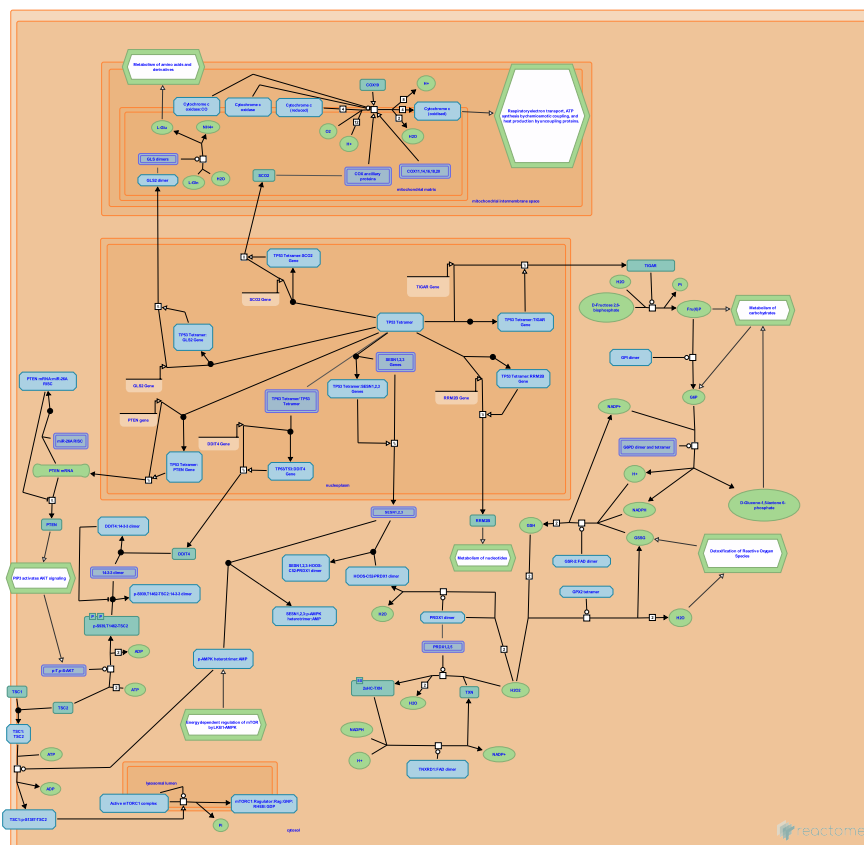 Metabolism of amino acids and
derivatives
COX19
H+
Cytochrome c
oxidase:CO
Cytochrome c
oxidase
Cytochrome c
(reduced)
Cytochrome c
(oxidised)
Respiratory electron transport, ATP
synthesis by chemiosmotic coupling, and
heat production by uncoupling proteins.
L-Glu
NH4+
O2
H+
H2O
GLS dimers
GLS2 dimer
L-Gln
H2O
SCO2
COX ancilliary
proteins
COX11,14,16,18,20
mitochondrial matrix
mitochondrial intermembrane space
TP53 Tetramer:SCO2
Gene
SCO2 Gene
TIGAR Gene
TIGAR
H2O
Pi
D-Fructose 2,6-
bisphosphate
Fru6P
Metabolism of
carbohydrates
TP53 Tetramer
TP53 Tetramer:TIGAR
Gene
TP53 Tetramer:
GLS2 Gene
GLS2 Gene
SESN1,2,3
Genes
TP53 Tetramer:SESN1,2,3
Genes
TP53 Tetramer:RRM2B
Gene
RRM2B Gene
GPI dimer
G6P
PTEN mRNA:miR-26A
RISC
PTEN gene
TP63 Tetramer/ TP53
Tetramer
NADP+
miR-26A RISC
DDIT4 Gene
G6PD dimer and tetramer
PTEN mRNA
TP53 Tetramer:
PTEN Gene
TP63/TP53:DDIT4
Gene
nucleoplasm
H+
NADPH
D-Glucono-1,5-lactone 6-
phosphate
PTEN
DDIT4:14-3-3 dimer
SESN1,2,3
RRM2B
GSH
GSSG
Detoxification of Reactive Oxygen
Species
DDIT4
Metabolism of nucleotides
GSR-2:FAD dimer
PIP3 activates AKT signaling
14-3-3 dimer
SESN1,2,3:HOOS-
C52-PRDX1 dimer
HOOS-C52-PRDX1 dimer
p-S939,T1462-TSC2:14-3-3 dimer
GPX2 tetramer
P
P
p-S939,T1462-TSC2
SESN1,2,3:p-AMPK
heterotrimer:AMP
H2O
PRDX1 dimer
H2O
PRDX1,2,5
ADP
p-AMPK heterotrimer:AMP
p-T,p-S-AKT
2xHC-TXN
TXN
H2O2
H2O
ATP
TSC1
TSC2
Energy dependent regulation of mTOR
by LKB1-AMPK
NADPH
TSC1:
TSC2
H+
NADP+
TXNRD1:FAD dimer
ATP
ADP
lysosomal lumen
Active mTORC1 complex
mTORC1:Ragulator:Rag:GNP:
RHEB:GDP
TSC1:p-S1387-TSC2
Pi
cytosol
reactome